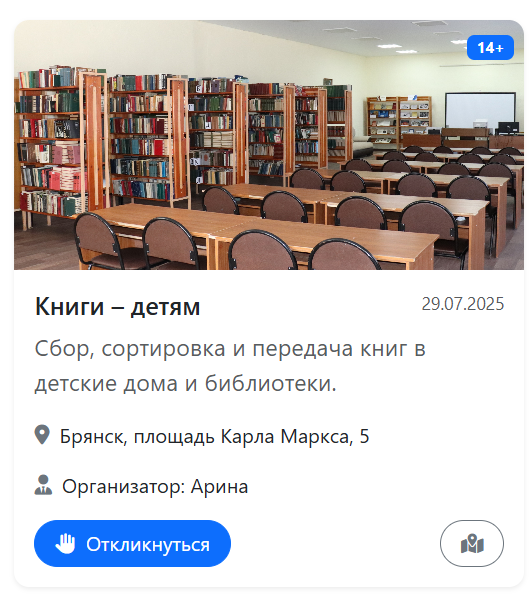 14+
Книги – детям
29.07.2025
Сбор, сортировка и передача книг в
детские дома и библиотеки.
Брянск, площадь Карла Маркса, 5
Организатор: Арина
Откликнуться